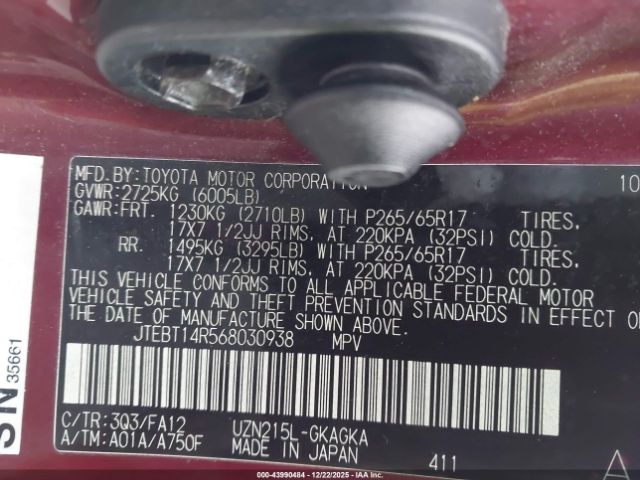 MFD.BY:TOYOTA MOTOR CORPORATION 10
GVWR:2725KG (6005LB)
GAWR:FRT. 1230KG (2710LB) WITH P265/65R17 TIRES,
17X7 1/2JJ RIMS, AT 220KPA (32PSI) COLD.
RR. 1495KG (3295LB) WITH P265/65R17 TIRES,
17X7 1/2JJ RIMS, AT 220KPA (32PSI) COLD.
THIS VEHICLE CONFORMS TO ALL APPLICABLE FEDERAL MOTOR
VEHICLE SAFETY AND THEFT PREVENTION STANDARDS IN EFFECT O
THE DATE OF MANUFACTURE SHOWN ABOVE.
JTEBT14R568030938 MPV
C/TR:3Q3/FA12 UZN215L-GKAGKA
A/TM:A01A/A750F MADE IN JAPAN 411 A
SN 35661
000-43990484 - 12/22/2025 - IAAI.com